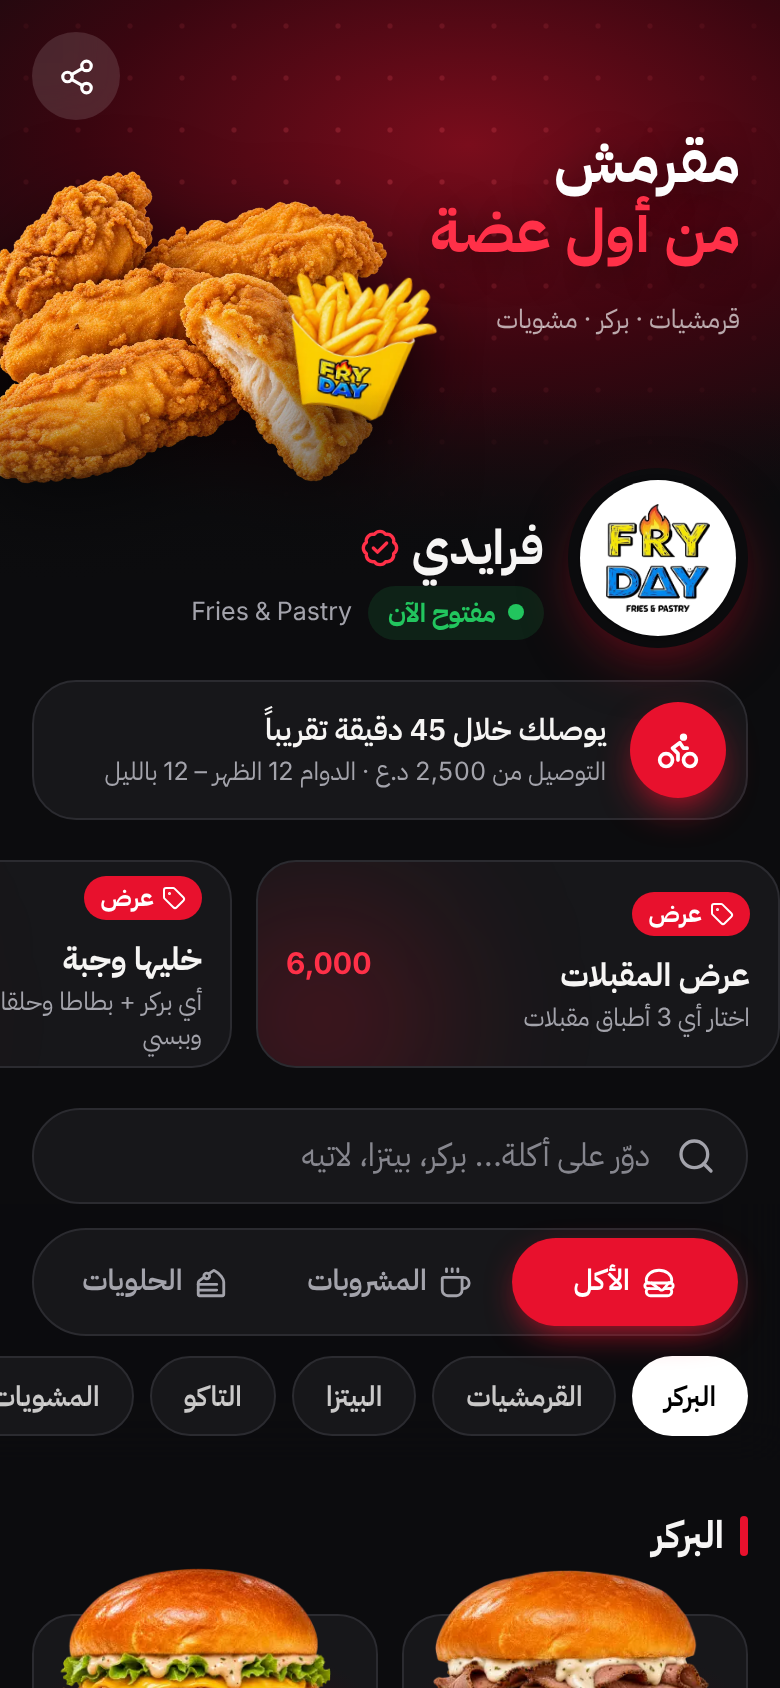 مقرمش
من أول عضة
قرمشيات · بركر · مشويات
FRY
DAY
FRY
DAY
FRIES & PASTRY
فرايدي
مفتوح الآن
Fries & Pastry
يوصلك خلال 45 دقيقة تقريباً
التوصيل من 2,500 د.ع · الدوام 12 الظهر – 12 بالليل
عرض
عرض المقبلات
اختار أي 3 أطباق مقبلات
6,000
عرض
خليها وجبة
أي بركر + بطاطا وحلقا
وبيبسي
دوّر على أكلة... بركر، بيتزا، لاتيه
الأكل
المشروبات
الحلويات
البركر
القرمشيات
البيتزا
التاكو
المشويات
البركر